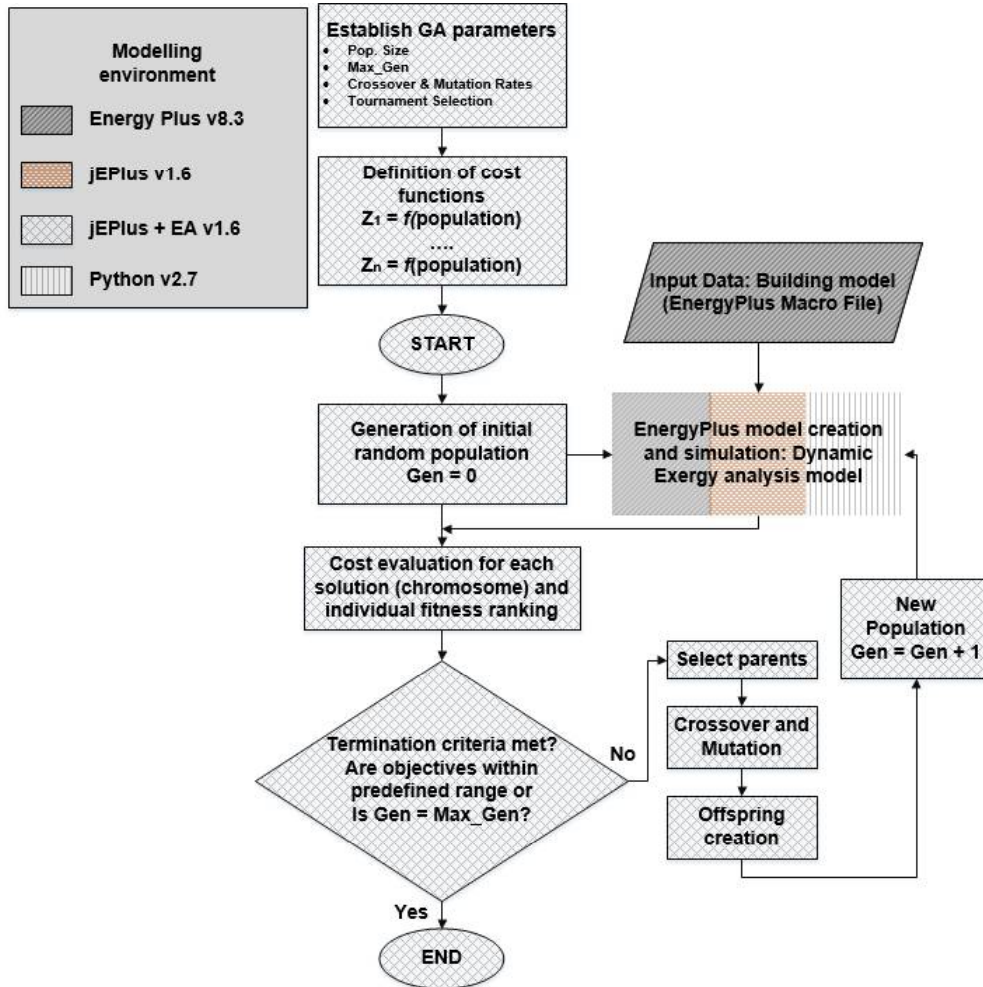 Modelling
environment
Energy Plus v8.3
jEPlus v1.6
jEPlus + EA v1.6
Python v2.7
Establish GA parameters
• Pop. Size
• Max_Gen
• Crossover & Mutation Rates
• Tournament Selection
Definition of cost
functions
Z1 = f(population)
....
Zn = f(population)
START
Input Data: Building model
(EnergyPlus Macro File)
Generation of initial
random population
Gen = 0
EnergyPlus model creation
and simulation: Dynamic
Exergy analysis model
Cost evaluation for each
solution (chromosome) and
individual fitness ranking
New
Population
Gen = Gen + 1
Termination criteria met?
Are objectives within
predefined range or
Is Gen = Max_Gen?
No
Select parents
Crossover and
Mutation
Offspring
creation
Yes
END